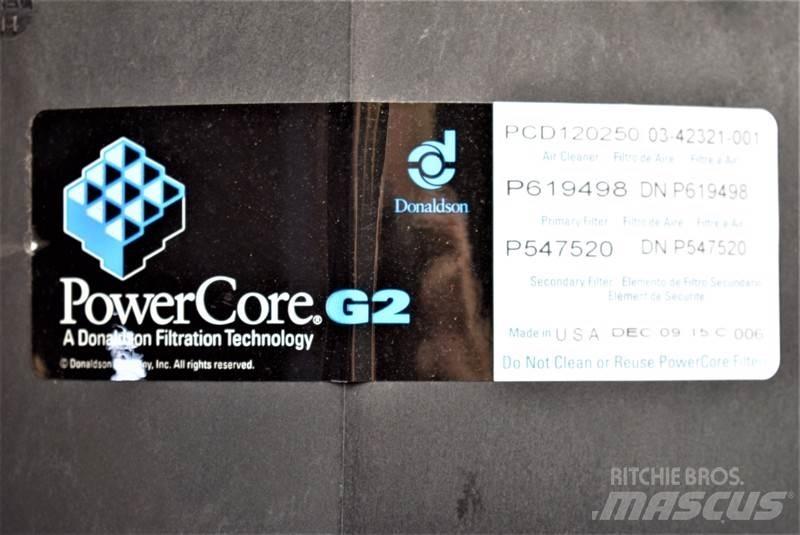 PowerCore® G2
A Donaldson Filtration Technology
© Donaldson Company, Inc. All rights reserved.
Donaldson
PCD120250 03-42321-001
Air Cleaner Filtro de Aire Filtre à Air
P619498 DN P619498
Primary Filter Filtro de Aire Filtre à Air
P547520 DN P547520
Secondary Filter Elemento de Filtro Secundario
Élément de Sécurité
Made in USA DEC 09 15 C 006
Do Not Clean or Reuse PowerCore Filters
RITCHIE BROS.
MASCUS